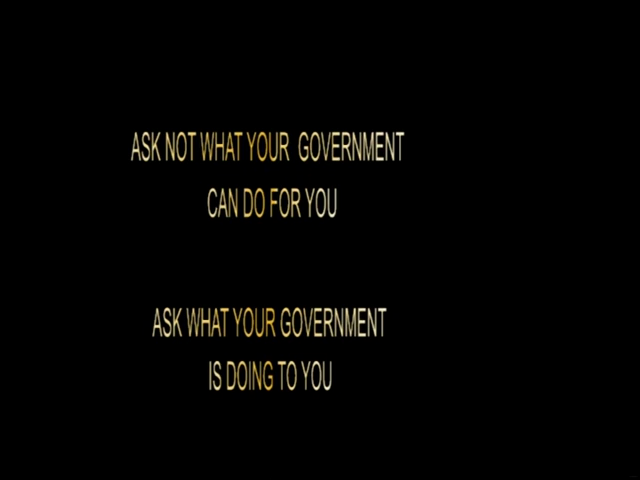 ASK NOT WHAT YOUR GOVERNMENT
CAN DO FOR YOU
ASK WHAT YOUR GOVERNMENT
IS DOING TO YOU